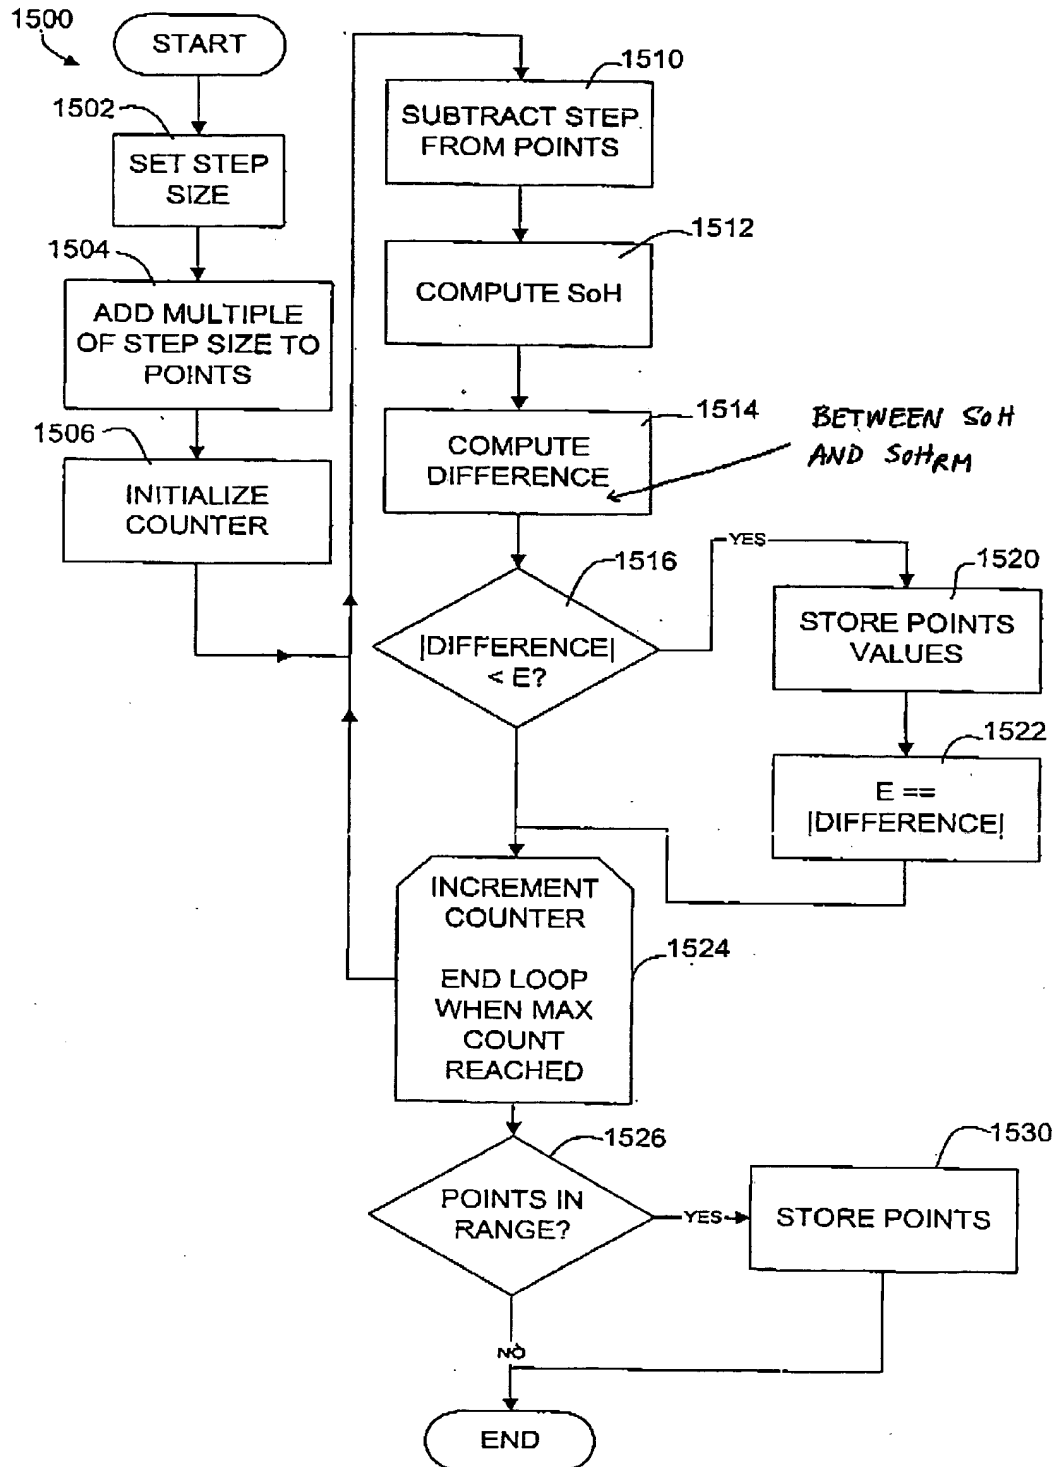 1500
START
1502
SET STEP
SIZE
1504
ADD MULTIPLE
OF STEP SIZE TO
POINTS
1506
INITIALIZE
COUNTER
1510
SUBTRACT STEP
FROM POINTS
1512
COMPUTE SoH
1514
COMPUTE
DIFFERENCE
BETWEEN SoH
AND SoHRM
1516
|DIFFERENCE|
< E?
YES
1520
STORE POINTS
VALUES
1522
E ==
|DIFFERENCE|
INCREMENT
COUNTER
END LOOP
WHEN MAX
COUNT
REACHED
1524
1526
POINTS IN
RANGE?
YES
1530
STORE POINTS
NO
END